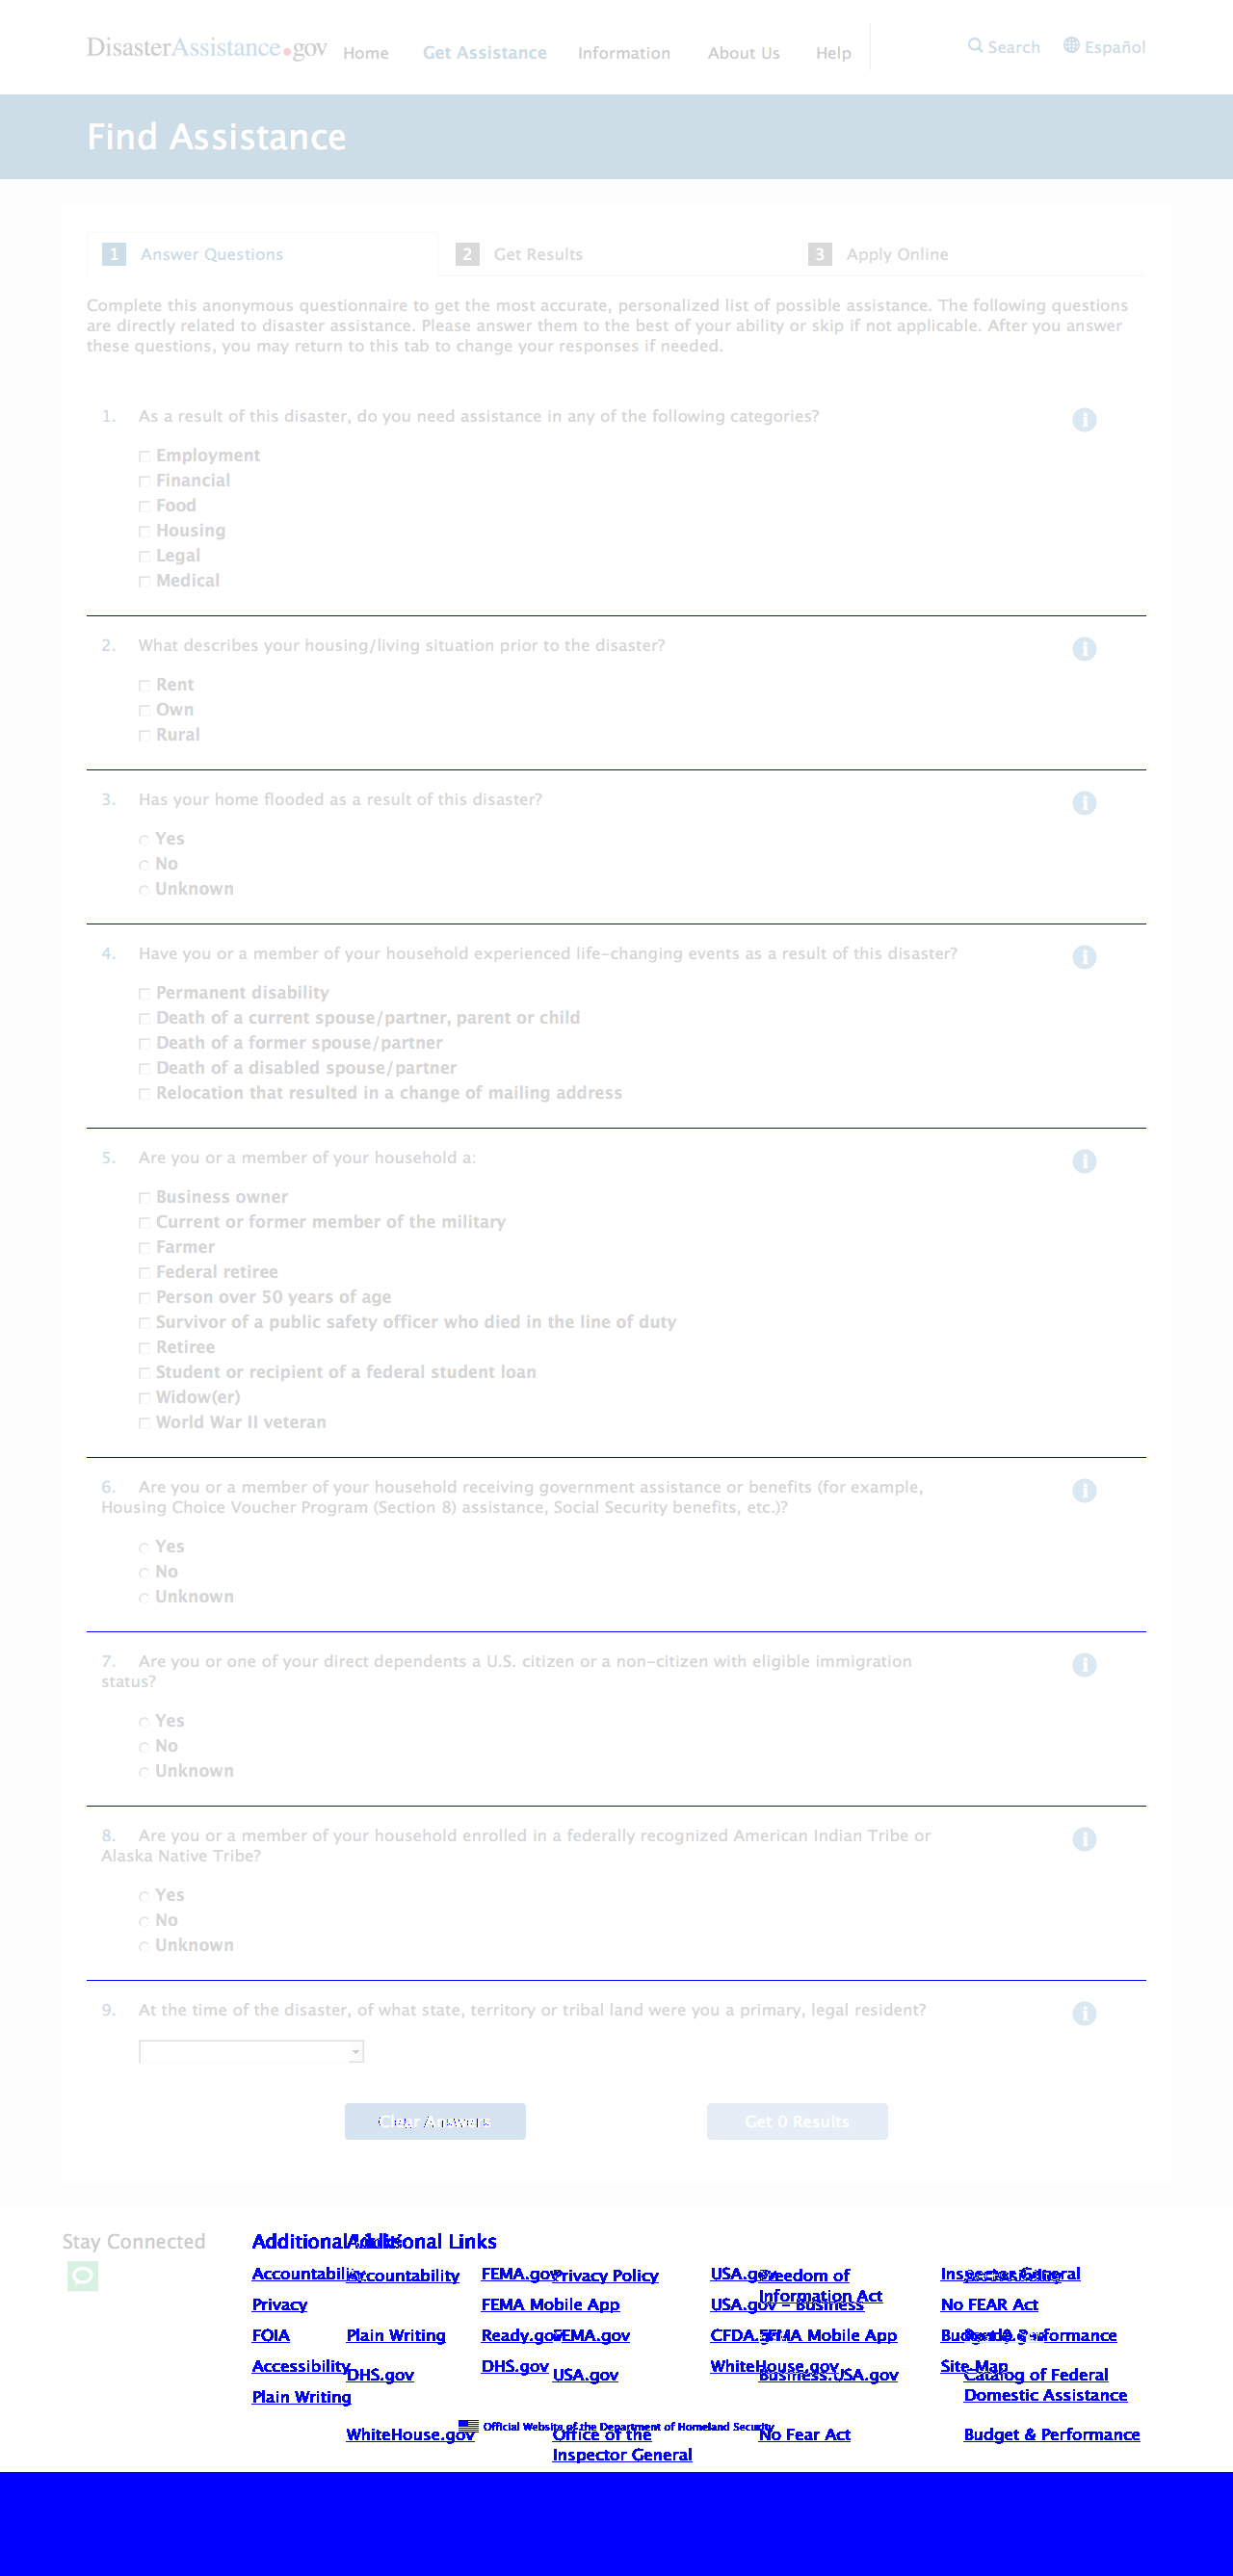 DisasterAssistance.gov Home Get Assistance Information About Us Help Search Español
Find Assistance
1 Answer Questions 2 Get Results 3 Apply Online
Complete this anonymous questionnaire to get the most accurate, personalized list of possible assistance. The following questions
are directly related to disaster assistance. Please answer them to the best of your ability or skip if not applicable. After you answer
these questions, you may return to this tab to change your responses if needed.
1. As a result of this disaster, do you need assistance in any of the following categories?
Employment
Financial
Food
Housing
Legal
Medical
2. What describes your housing/living situation prior to the disaster?
Rent
Own
Rural
3. Has your home flooded as a result of this disaster?
Yes
No
Unknown
4. Have you or a member of your household experienced life-changing events as a result of this disaster?
Permanent disability
Death of a current spouse/partner, parent or child
Death of a former spouse/partner
Death of a disabled spouse/partner
Relocation that resulted in a change of mailing address
5. Are you or a member of your household a:
Business owner
Current or former member of the military
Farmer
Federal retiree
Person over 50 years of age
Survivor of a public safety officer who died in the line of duty
Retiree
Student or recipient of a federal student loan
Widow(er)
World War II veteran
6. Are you or a member of your household receiving government assistance or benefits (for example,
Housing Choice Voucher Program (Section 8) assistance, Social Security benefits, etc.)?
Yes
No
Unknown
7. Are you or one of your direct dependents a U.S. citizen or a non-citizen with eligible immigration
status?
Yes
No
Unknown
8. Are you or a member of your household enrolled in a federally recognized American Indian Tribe or
Alaska Native Tribe?
Yes
No
Unknown
9. At the time of the disaster, of what state, territory or tribal land were you a primary, legal resident?
Clear Answers Get 0 Results
Stay Connected Additional Links Additional Links
Accountability Accountability FEMA.gov Privacy Policy USA.gov Freedom of Inspector General
Information Act
Privacy FEMA Mobile App USA.gov - Business No FEAR Act
FOIA Plain Writing Ready.gov FEMA.gov CFDA.gov FEMA Mobile App Budget & Performance
Accessibility DHS.gov DHS.gov USA.gov WhiteHouse.gov Business.USA.gov Site Map Catalog of Federal
Domestic Assistance
Plain Writing
Official Website of the Department of Homeland Security
WhiteHouse.gov Office of the No Fear Act Budget & Performance
Inspector General